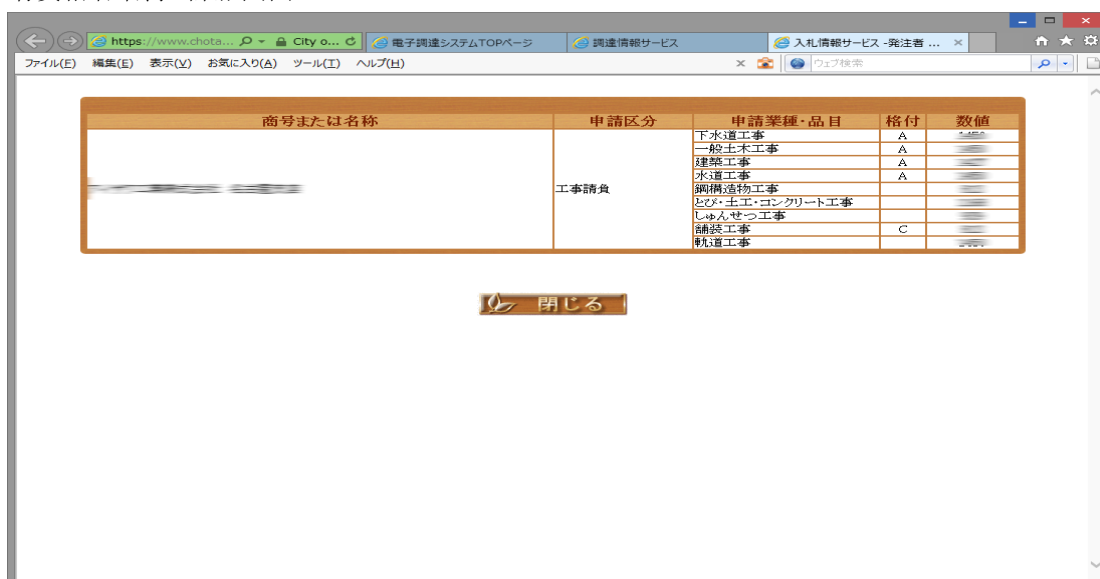 https://www.chota... City o... 電子調達システムTOPページ 調達情報サービス 入札情報サービス -発注者 ...
ファイル(F) 編集(E) 表示(V) お気に入り(A) ツール(T) ヘルプ(H) ウェブ検索
商号または名称 申請区分 申請業種・品目 格付 数値
下水道工事 A
一般土木工事 A
建築工事 A
水道工事 A
工事請負 鋼構造物工事
とび・土工・コンクリート工事
しゅんせつ工事
舗装工事 C
軌道工事
閉じる